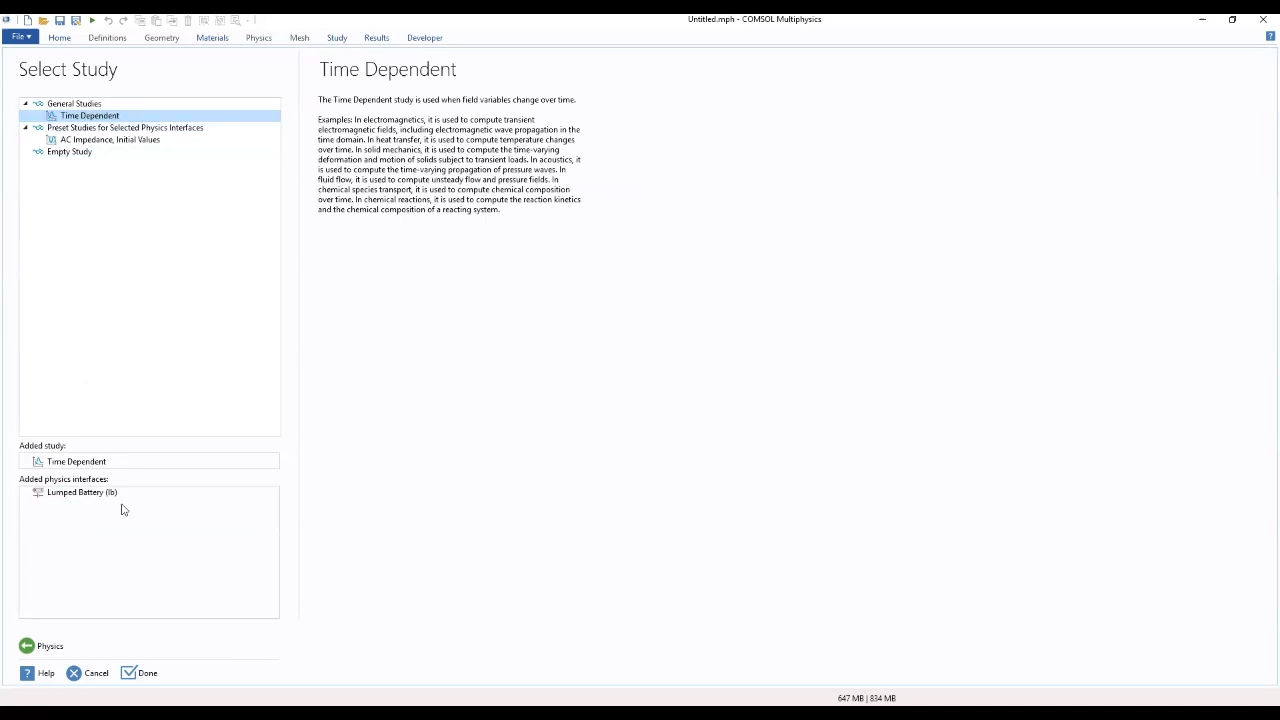 Untitled.mph - COMSOL Multiphysics
File
Home
Definitions
Geometry
Materials
Physics
Mesh
Study
Results
Developer
Select Study
General Studies
Time Dependent
Preset Studies for Selected Physics Interfaces
AC Impedance, Initial Values
Empty Study
Added study:
Time Dependent
Added physics interfaces:
Lumped Battery (lb)
Physics
Help
Cancel
Done
Time Dependent
The Time Dependent study is used when field variables change over time.
Examples: In electromagnetics, it is used to compute transient
electromagnetic fields, including electromagnetic wave propagation in the
time domain. In heat transfer, it is used to compute temperature changes
over time. In solid mechanics, it is used to compute the time-varying
deformation and motion of solids subject to transient loads. In acoustics, it
is used to compute the time-varying propagation of pressure waves. In
fluid flow, it is used to compute unsteady flow and pressure fields. In
chemical species transport, it is used to compute chemical composition
over time. In chemical reactions, it is used to compute the reaction kinetics
and the chemical composition of a reacting system.
647 MB | 834 MB